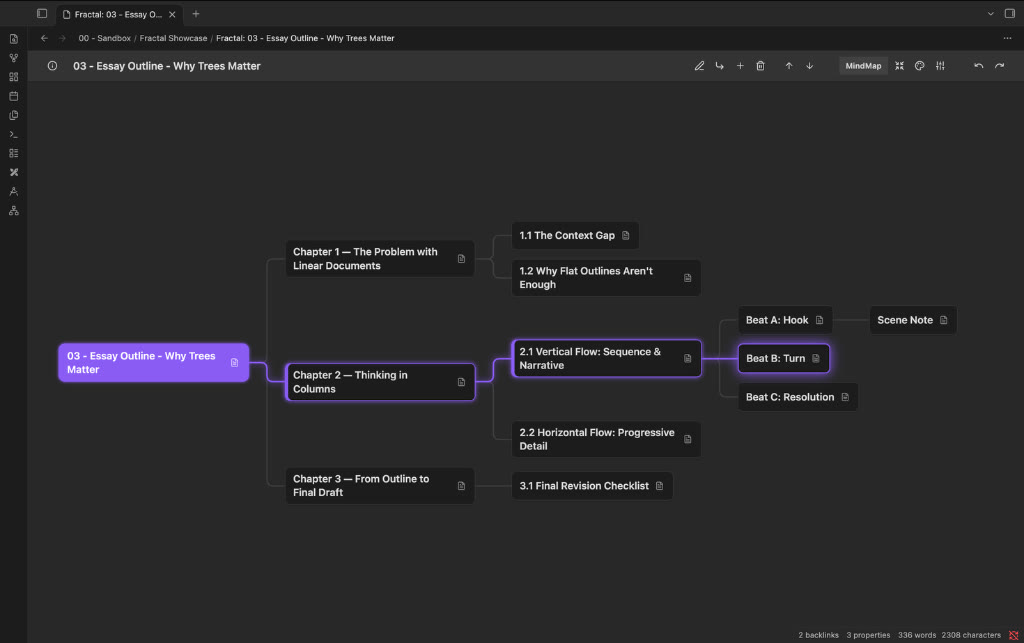 Fractal: 03 - Essay O...
00 - Sandbox / Fractal Showcase / Fractal: 03 - Essay Outline - Why Trees Matter
03 - Essay Outline - Why Trees Matter
MindMap
03 - Essay Outline - Why Trees
Matter
Chapter 1 — The Problem with
Linear Documents
1.1 The Context Gap
1.2 Why Flat Outlines Aren't
Enough
Chapter 2 — Thinking in
Columns
2.1 Vertical Flow: Sequence &
Narrative
Beat A: Hook
Scene Note
Beat B: Turn
Beat C: Resolution
2.2 Horizontal Flow: Progressive
Detail
Chapter 3 — From Outline to
Final Draft
3.1 Final Revision Checklist
2 backlinks 3 properties 336 words 2308 characters